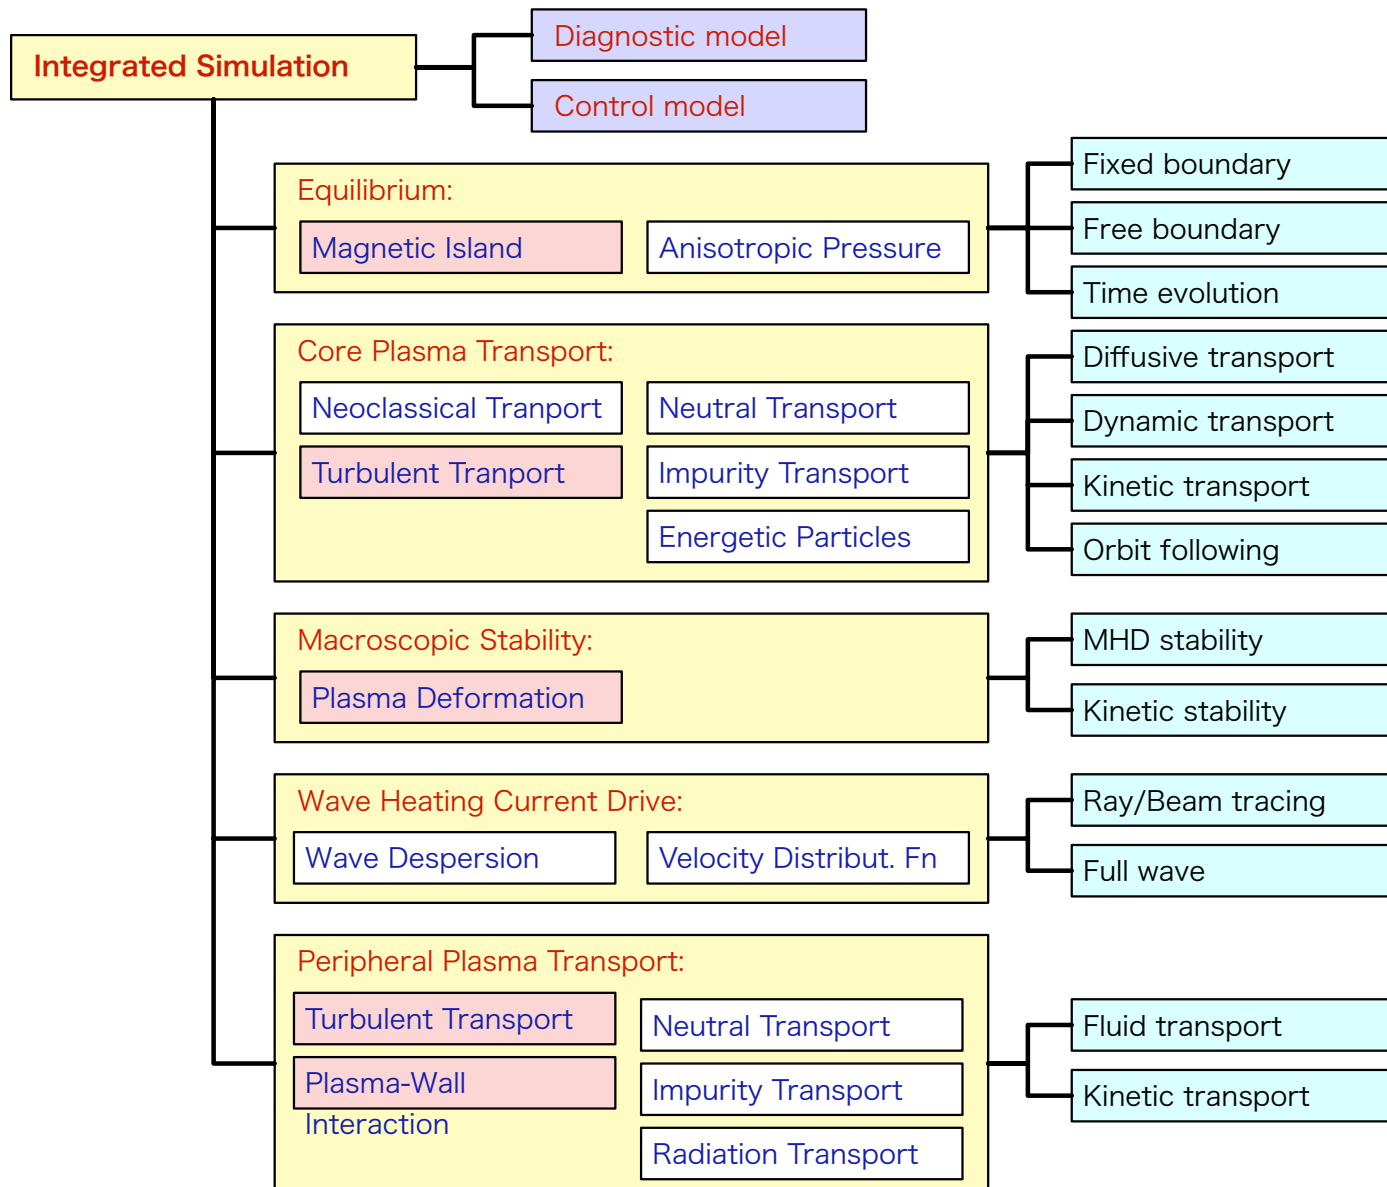 Integrated Simulation
Diagnostic model
Control model
Equilibrium:
Magnetic Island
Anisotropic Pressure
Fixed boundary
Free boundary
Time evolution
Core Plasma Transport:
Neoclassical Tranport
Neutral Transport
Turbulent Tranport
Impurity Transport
Energetic Particles
Diffusive transport
Dynamic transport
Kinetic transport
Orbit following
Macroscopic Stability:
Plasma Deformation
MHD stability
Kinetic stability
Wave Heating Current Drive:
Wave Despersion
Velocity Distribut. Fn
Ray/Beam tracing
Full wave
Peripheral Plasma Transport:
Turbulent Transport
Neutral Transport
Plasma-Wall
Interaction
Impurity Transport
Radiation Transport
Fluid transport
Kinetic transport